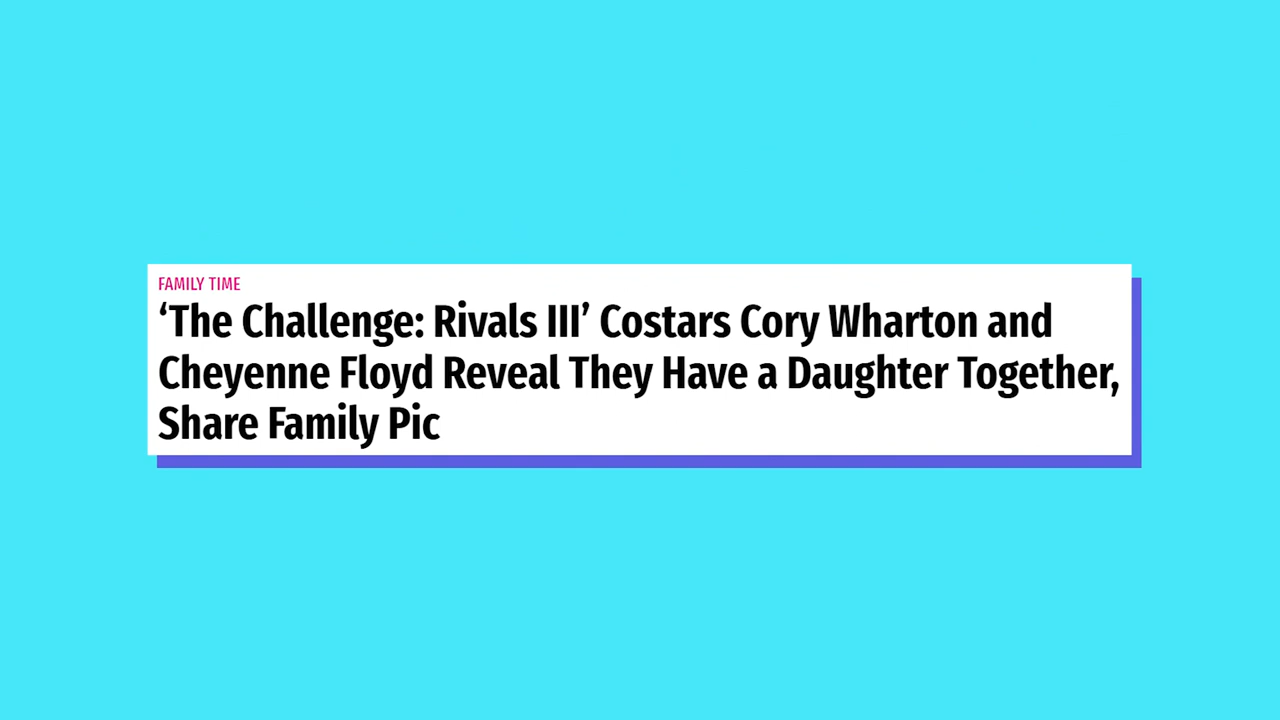 FAMILY TIME
‘The Challenge: Rivals III’ Costars Cory Wharton and
Cheyenne Floyd Reveal They Have a Daughter Together,
Share Family Pic